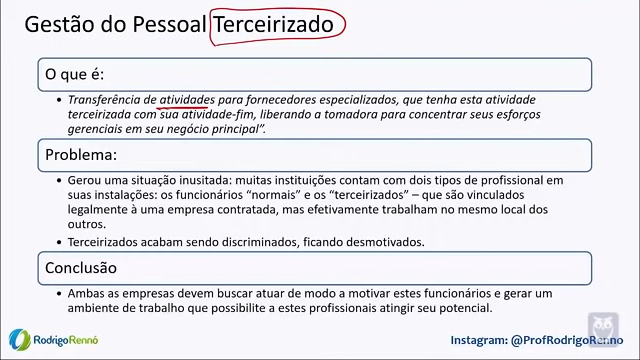 Gestão do Pessoal Terceirizado
O que é:
• Transferência de atividades para fornecedores especializados, que tenha esta atividade
terceirizada com sua atividade-fim, liberando a tomadora para concentrar seus esforços
gerenciais em seu negócio principal”.
Problema:
• Gerou uma situação inusitada: muitas instituições contam com dois tipos de profissional em
suas instalações: os funcionários “normais” e os “terceirizados” – que são vinculados
legalmente à uma empresa contratada, mas efetivamente trabalham no mesmo local dos
outros.
• Terceirizados acabam sendo discriminados, ficando desmotivados.
Conclusão
• Ambas as empresas devem buscar atuar de modo a motivar estes funcionários e gerar um
ambiente de trabalho que possibilite a estes profissionais atingir seu potencial.
RodrigoRennó
Instagram: @ProfRodrigoRenno